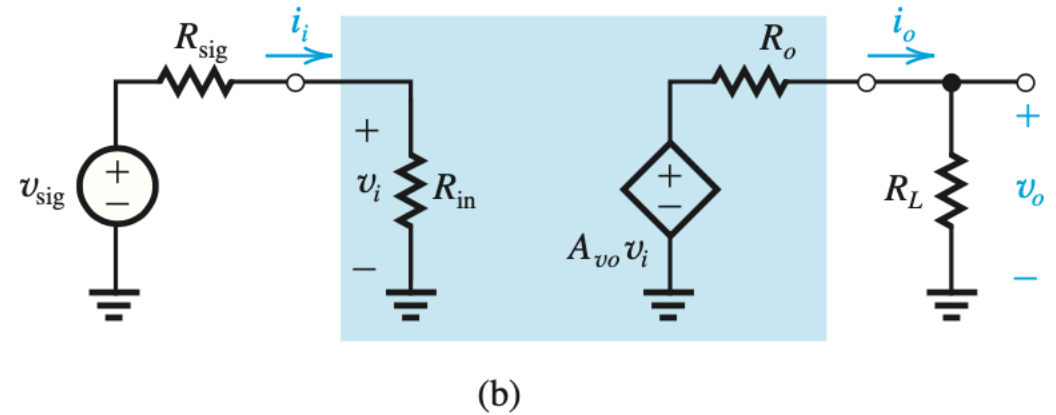 R_sig
i_i
R_o
i_o
+
v_i
−
R_in
v_sig
+
−
+
−
A_vo v_i
R_L
+
v_o
−
(b)